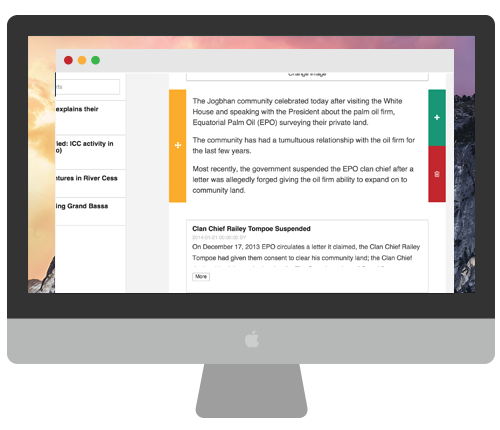 Change Image
rts
explains their
The Jogbhan community celebrated today after visiting the White
House and speaking with the President about the palm oil firm,
Equatorial Palm Oil (EPO) surveying their private land.
fied: ICC activity in
o)
The community has had a tumultuous relationship with the oil firm for
the last few years.
ntures in River Cess
Most recently, the government suspended the EPO clan chief after a
letter was allegedly forged giving the oil firm ability to expand on to
community land.
ing Grand Bassa
Clan Chief Railey Tompoe Suspended
2014-01-01 00:00:00 BY
On December 17, 2013 EPO circulates a letter it claimed, the Clan Chief Railey
Tompoe had given them consent to clear his community land; the Clan Chief
More